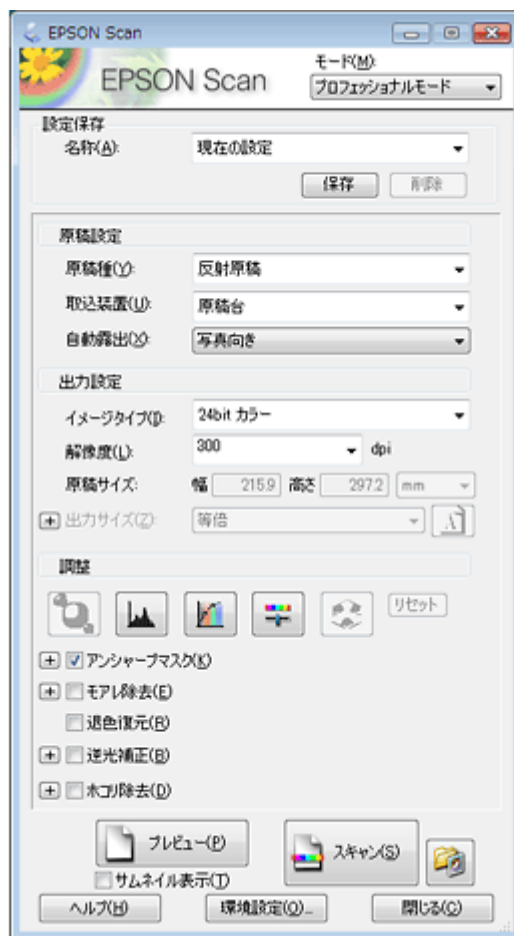 EPSON Scan
EPSON Scan
モード(M):
プロフェッショナルモード
設定保存
名称(A):
現在の設定
保存
削除
原稿設定
原稿種(Y):
反射原稿
取込装置(U):
原稿台
自動露出(X):
写真向き
出力設定
イメージタイプ(I):
24bit カラー
解像度(L):
300
dpi
原稿サイズ:
幅 215.9 高さ 297.2 mm
出力サイズ(Z):
等倍
調整
リセット
アンシャープマスク(K)
モアレ除去(E)
退色復元(R)
逆光補正(B)
ホコリ除去(D)
プレビュー(P)
スキャン(S)
サムネイル表示(T)
ヘルプ(H)
環境設定(O)...
閉じる(C)